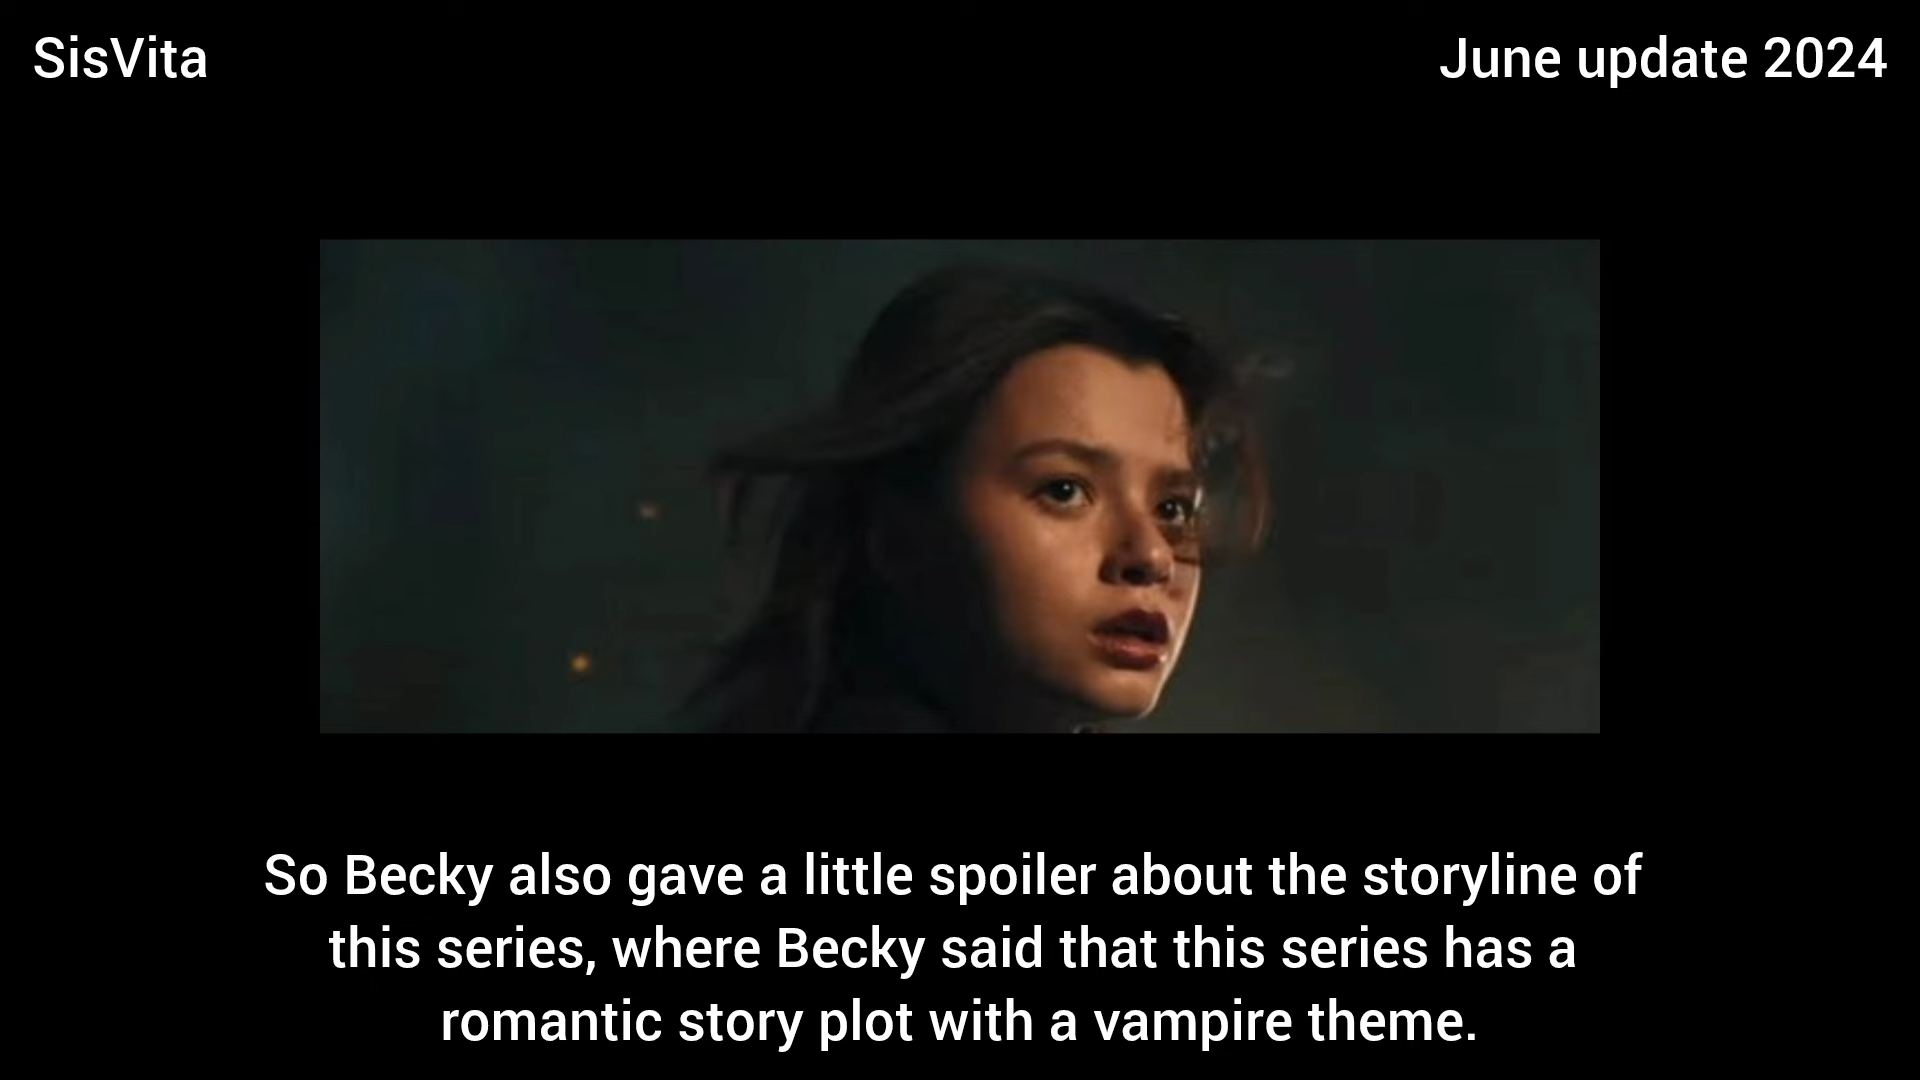 SisVita
June update 2024
So Becky also gave a little spoiler about the storyline of
this series, where Becky said that this series has a
romantic story plot with a vampire theme.